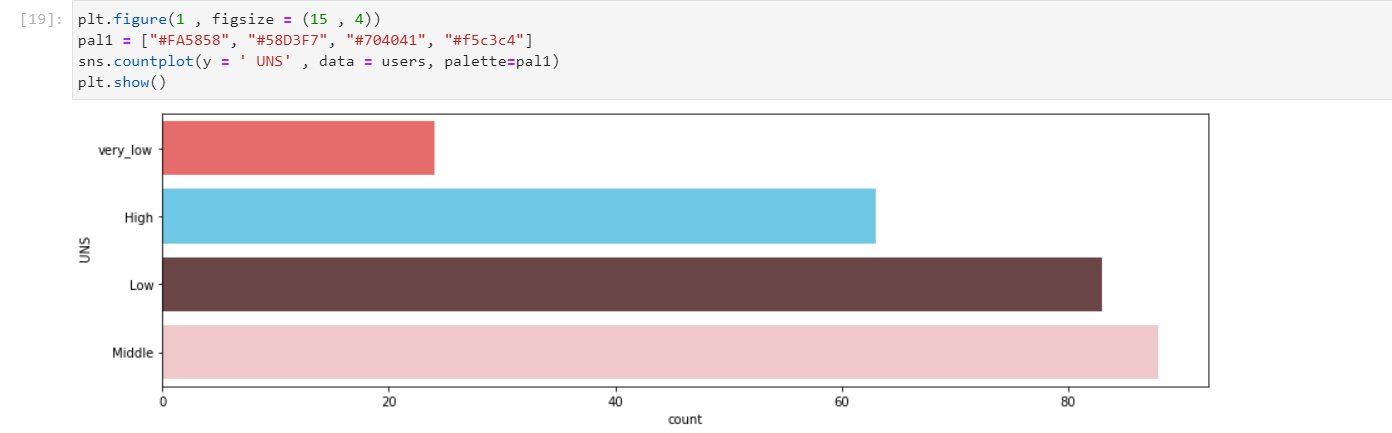 [19]:
plt.figure(1 , figsize = (15 , 4))
pal1 = ["#FA5858", "#58D3F7", "#704041", "#f5c3c4"]
sns.countplot(y = ' UNS' , data = users, palette=pal1)
plt.show()
very_low
High
Low
Middle
UNS
0 20 40 60 80
count